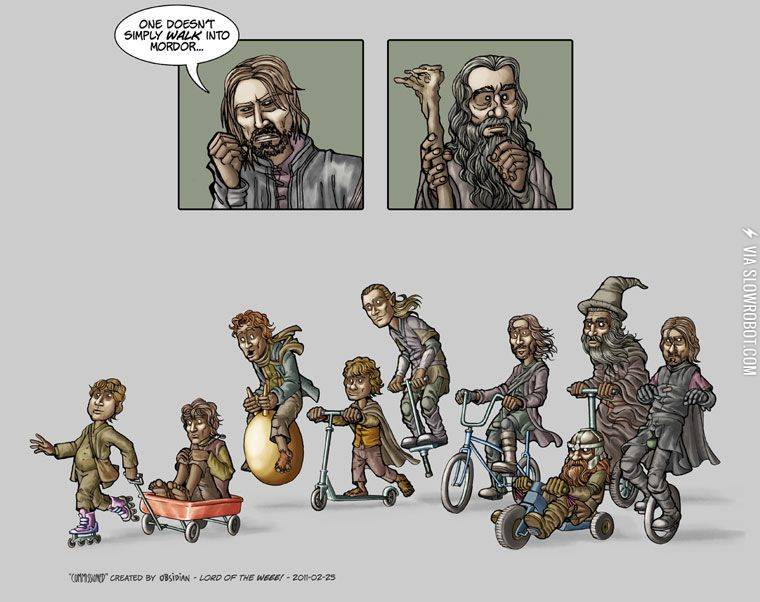 ONE DOESN'T
SIMPLY WALK INTO
MORDOR...
VIA SLOWROBOT.COM
"COMMISSIONED" CREATED BY OBSIDIAN - LORD OF THE WEEE! - 2011-02-25